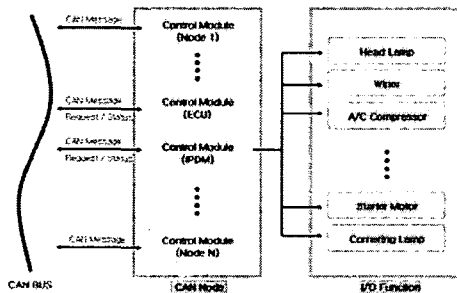 CAN Message
Control Module
(Node 1)
Head Lamp
Wiper
CAN Message
Request / Status
Control Module
(ECU)
A/C Compressor
CAN Message
Request / Status
Control Module
(IPDM)
Starter Motor
CAN Message
Control Module
(Node N)
Cornering Lamp
CAN BUS
CAN Node
I/O Function